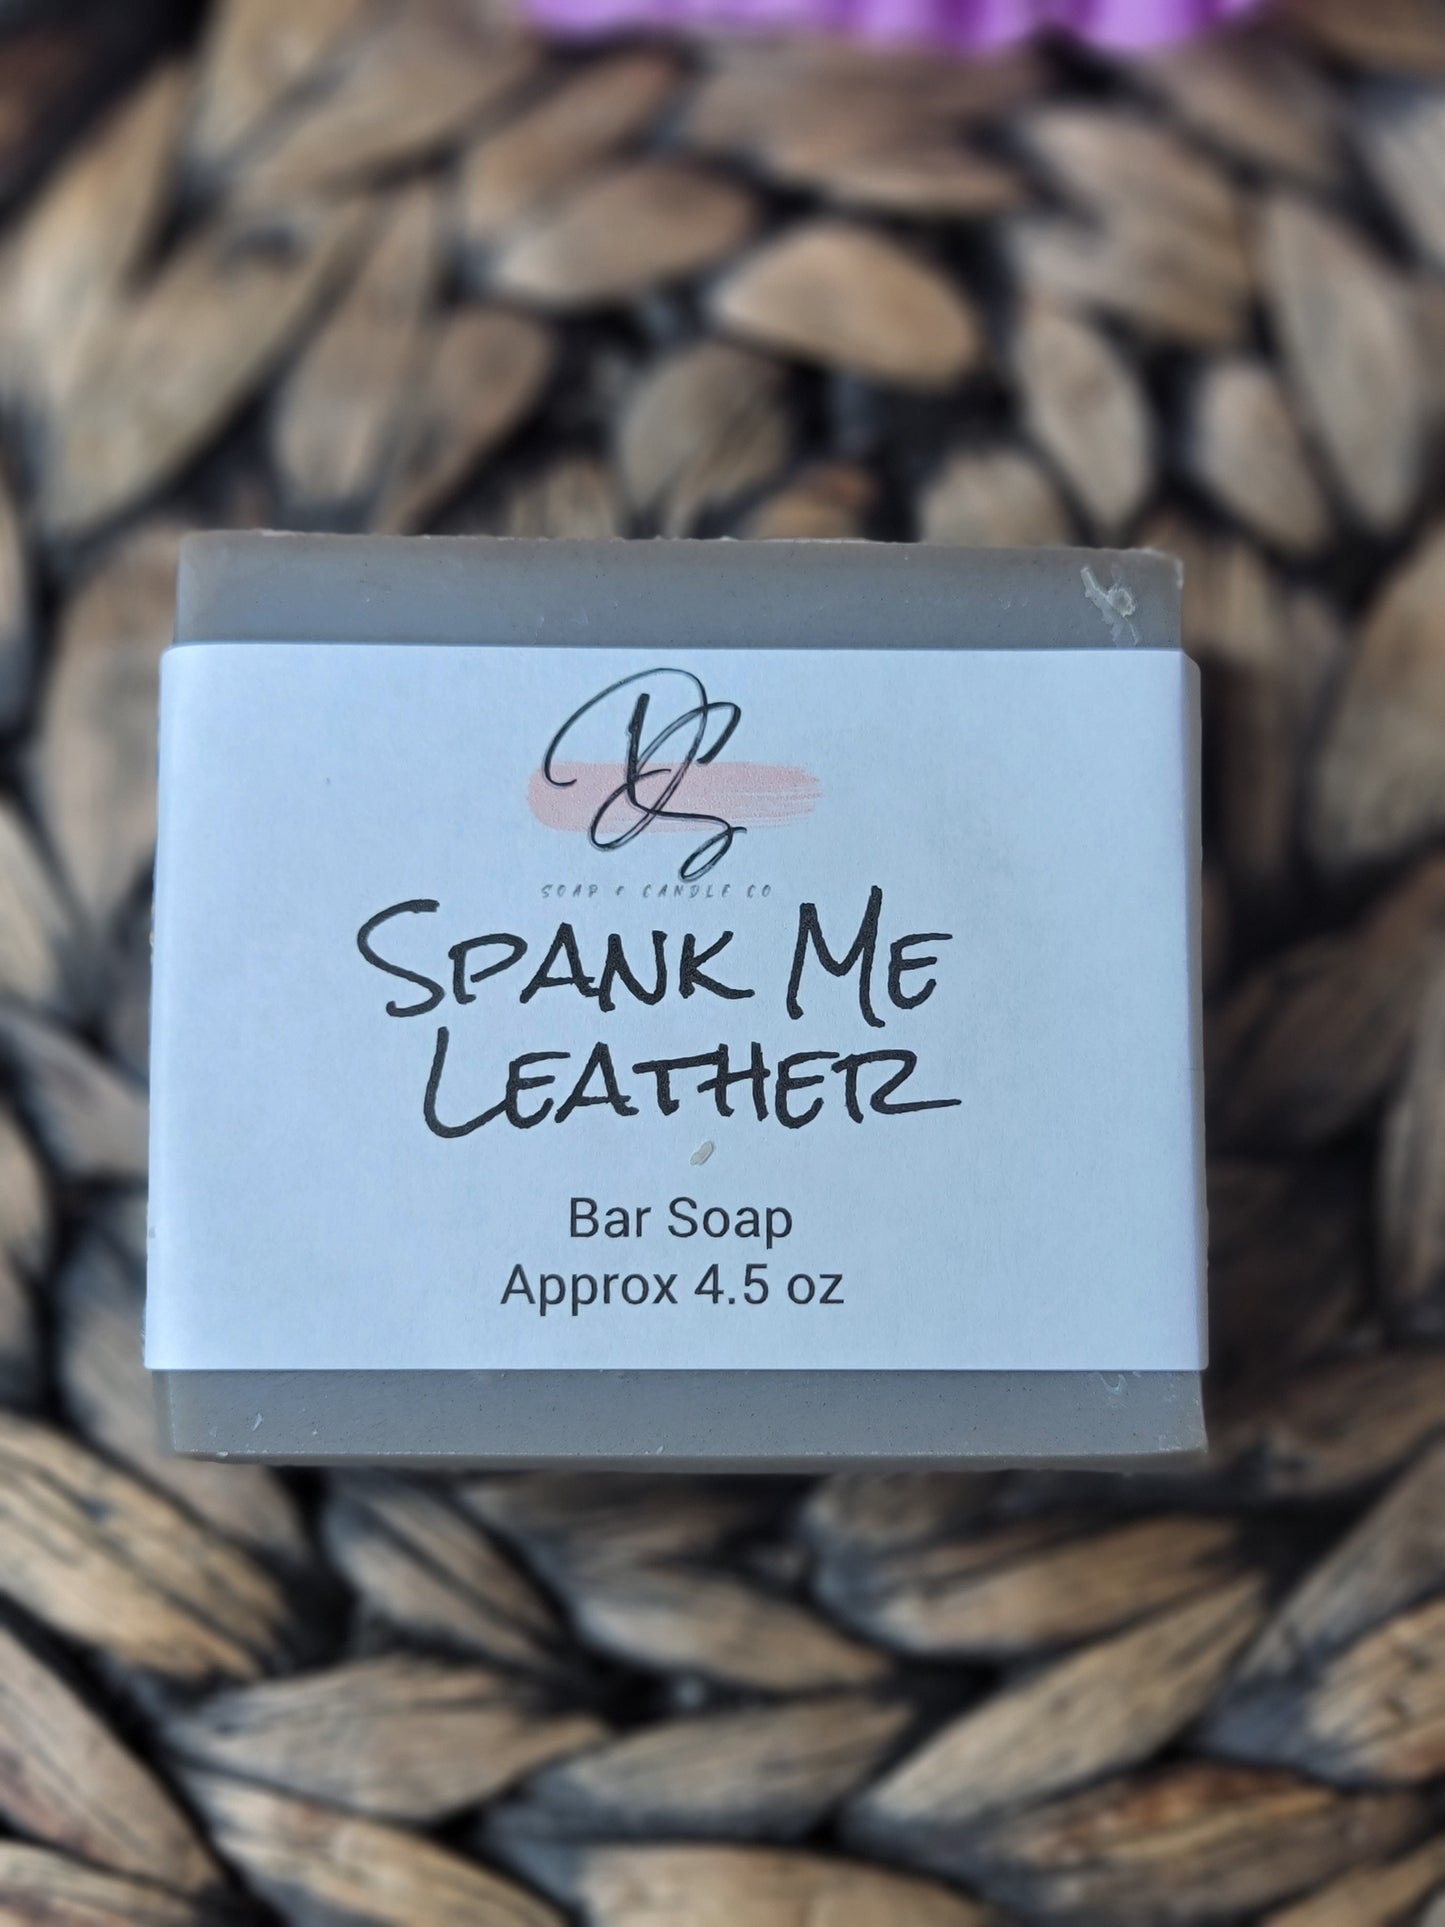 DS
SOAP & CANDLE CO
SPANK ME
LEATHER
Bar Soap
Approx 4.5 oz